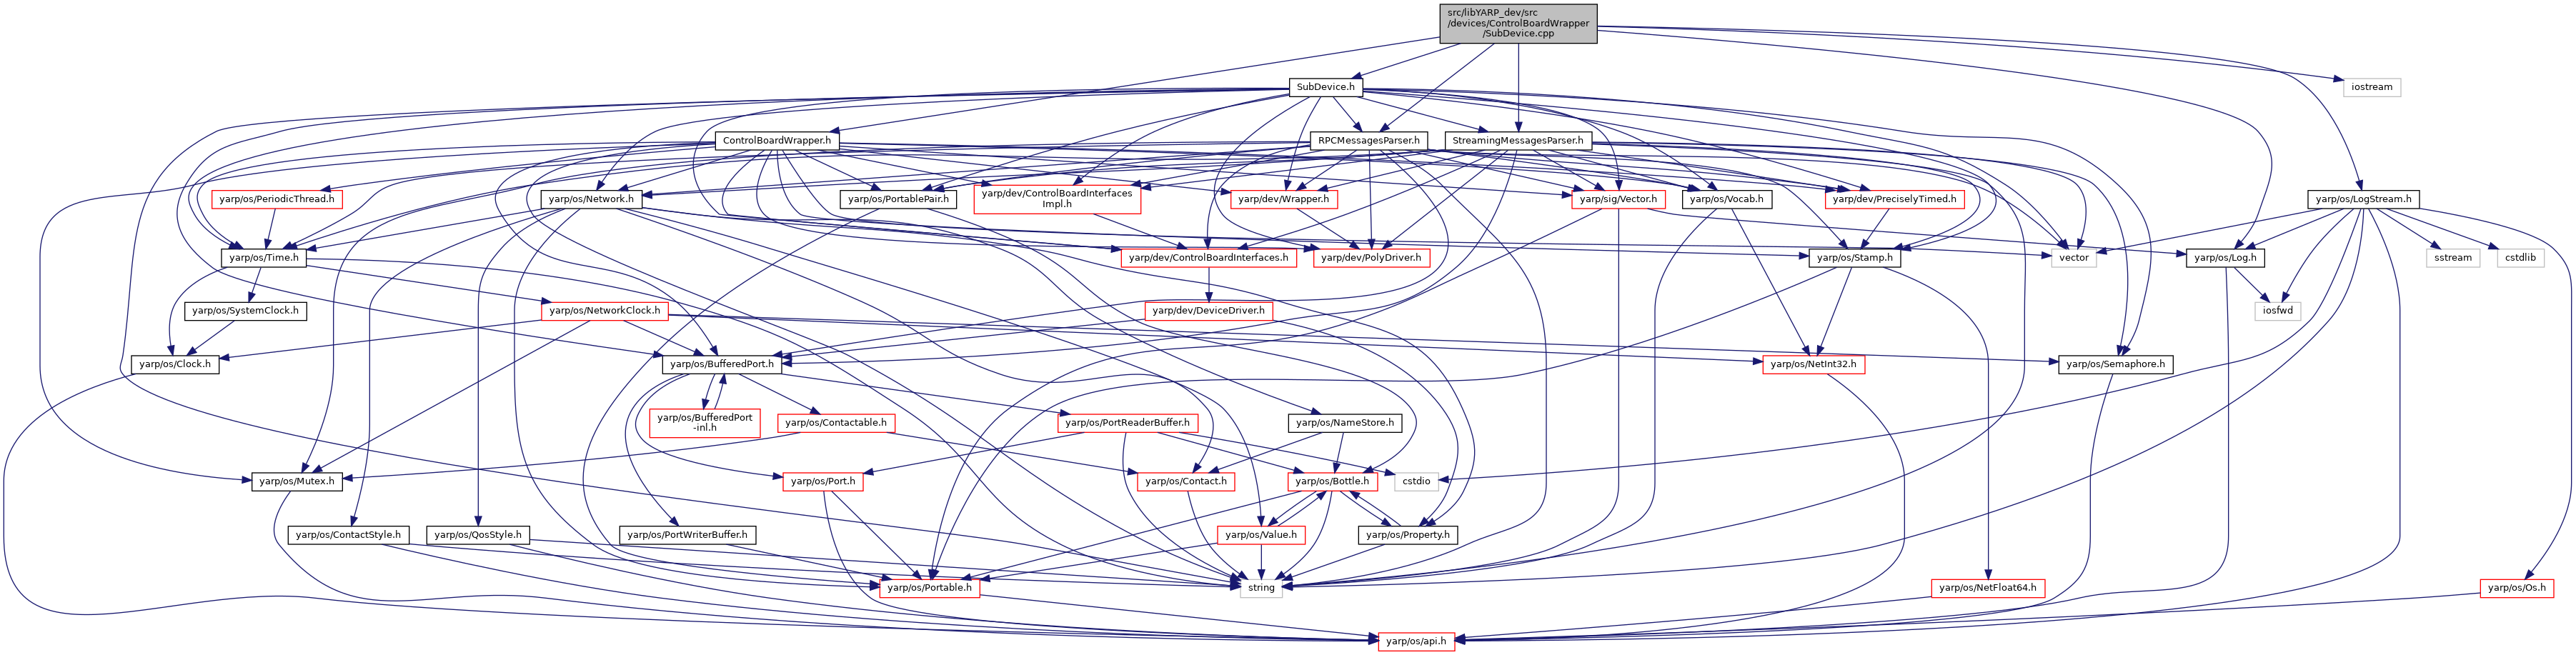 src/libYARP_dev/src
/devices/ControlBoardWrapper
/SubDevice.cpp
SubDevice.h
iostream
ControlBoardWrapper.h
RPCMessagesParser.h
StreamingMessagesParser.h
yarp/os/PeriodicThread.h
yarp/os/Network.h
yarp/os/PortablePair.h
yarp/dev/ControlBoardInterfaces
Impl.h
yarp/dev/Wrapper.h
yarp/sig/Vector.h
yarp/os/Vocab.h
yarp/dev/PreciselyTimed.h
yarp/os/LogStream.h
yarp/os/Time.h
yarp/dev/ControlBoardInterfaces.h
yarp/dev/PolyDriver.h
yarp/os/Stamp.h
vector
yarp/os/Log.h
sstream
cstdlib
yarp/os/SystemClock.h
yarp/os/NetworkClock.h
yarp/dev/DeviceDriver.h
iosfwd
yarp/os/Clock.h
yarp/os/BufferedPort.h
yarp/os/NetInt32.h
yarp/os/Semaphore.h
yarp/os/BufferedPort
-inl.h
yarp/os/Contactable.h
yarp/os/PortReaderBuffer.h
yarp/os/NameStore.h
yarp/os/Mutex.h
yarp/os/Port.h
yarp/os/Contact.h
yarp/os/Bottle.h
cstdio
yarp/os/ContactStyle.h
yarp/os/QosStyle.h
yarp/os/PortWriterBuffer.h
yarp/os/Value.h
yarp/os/Property.h
yarp/os/Portable.h
string
yarp/os/NetFloat64.h
yarp/os/Os.h
yarp/os/api.h